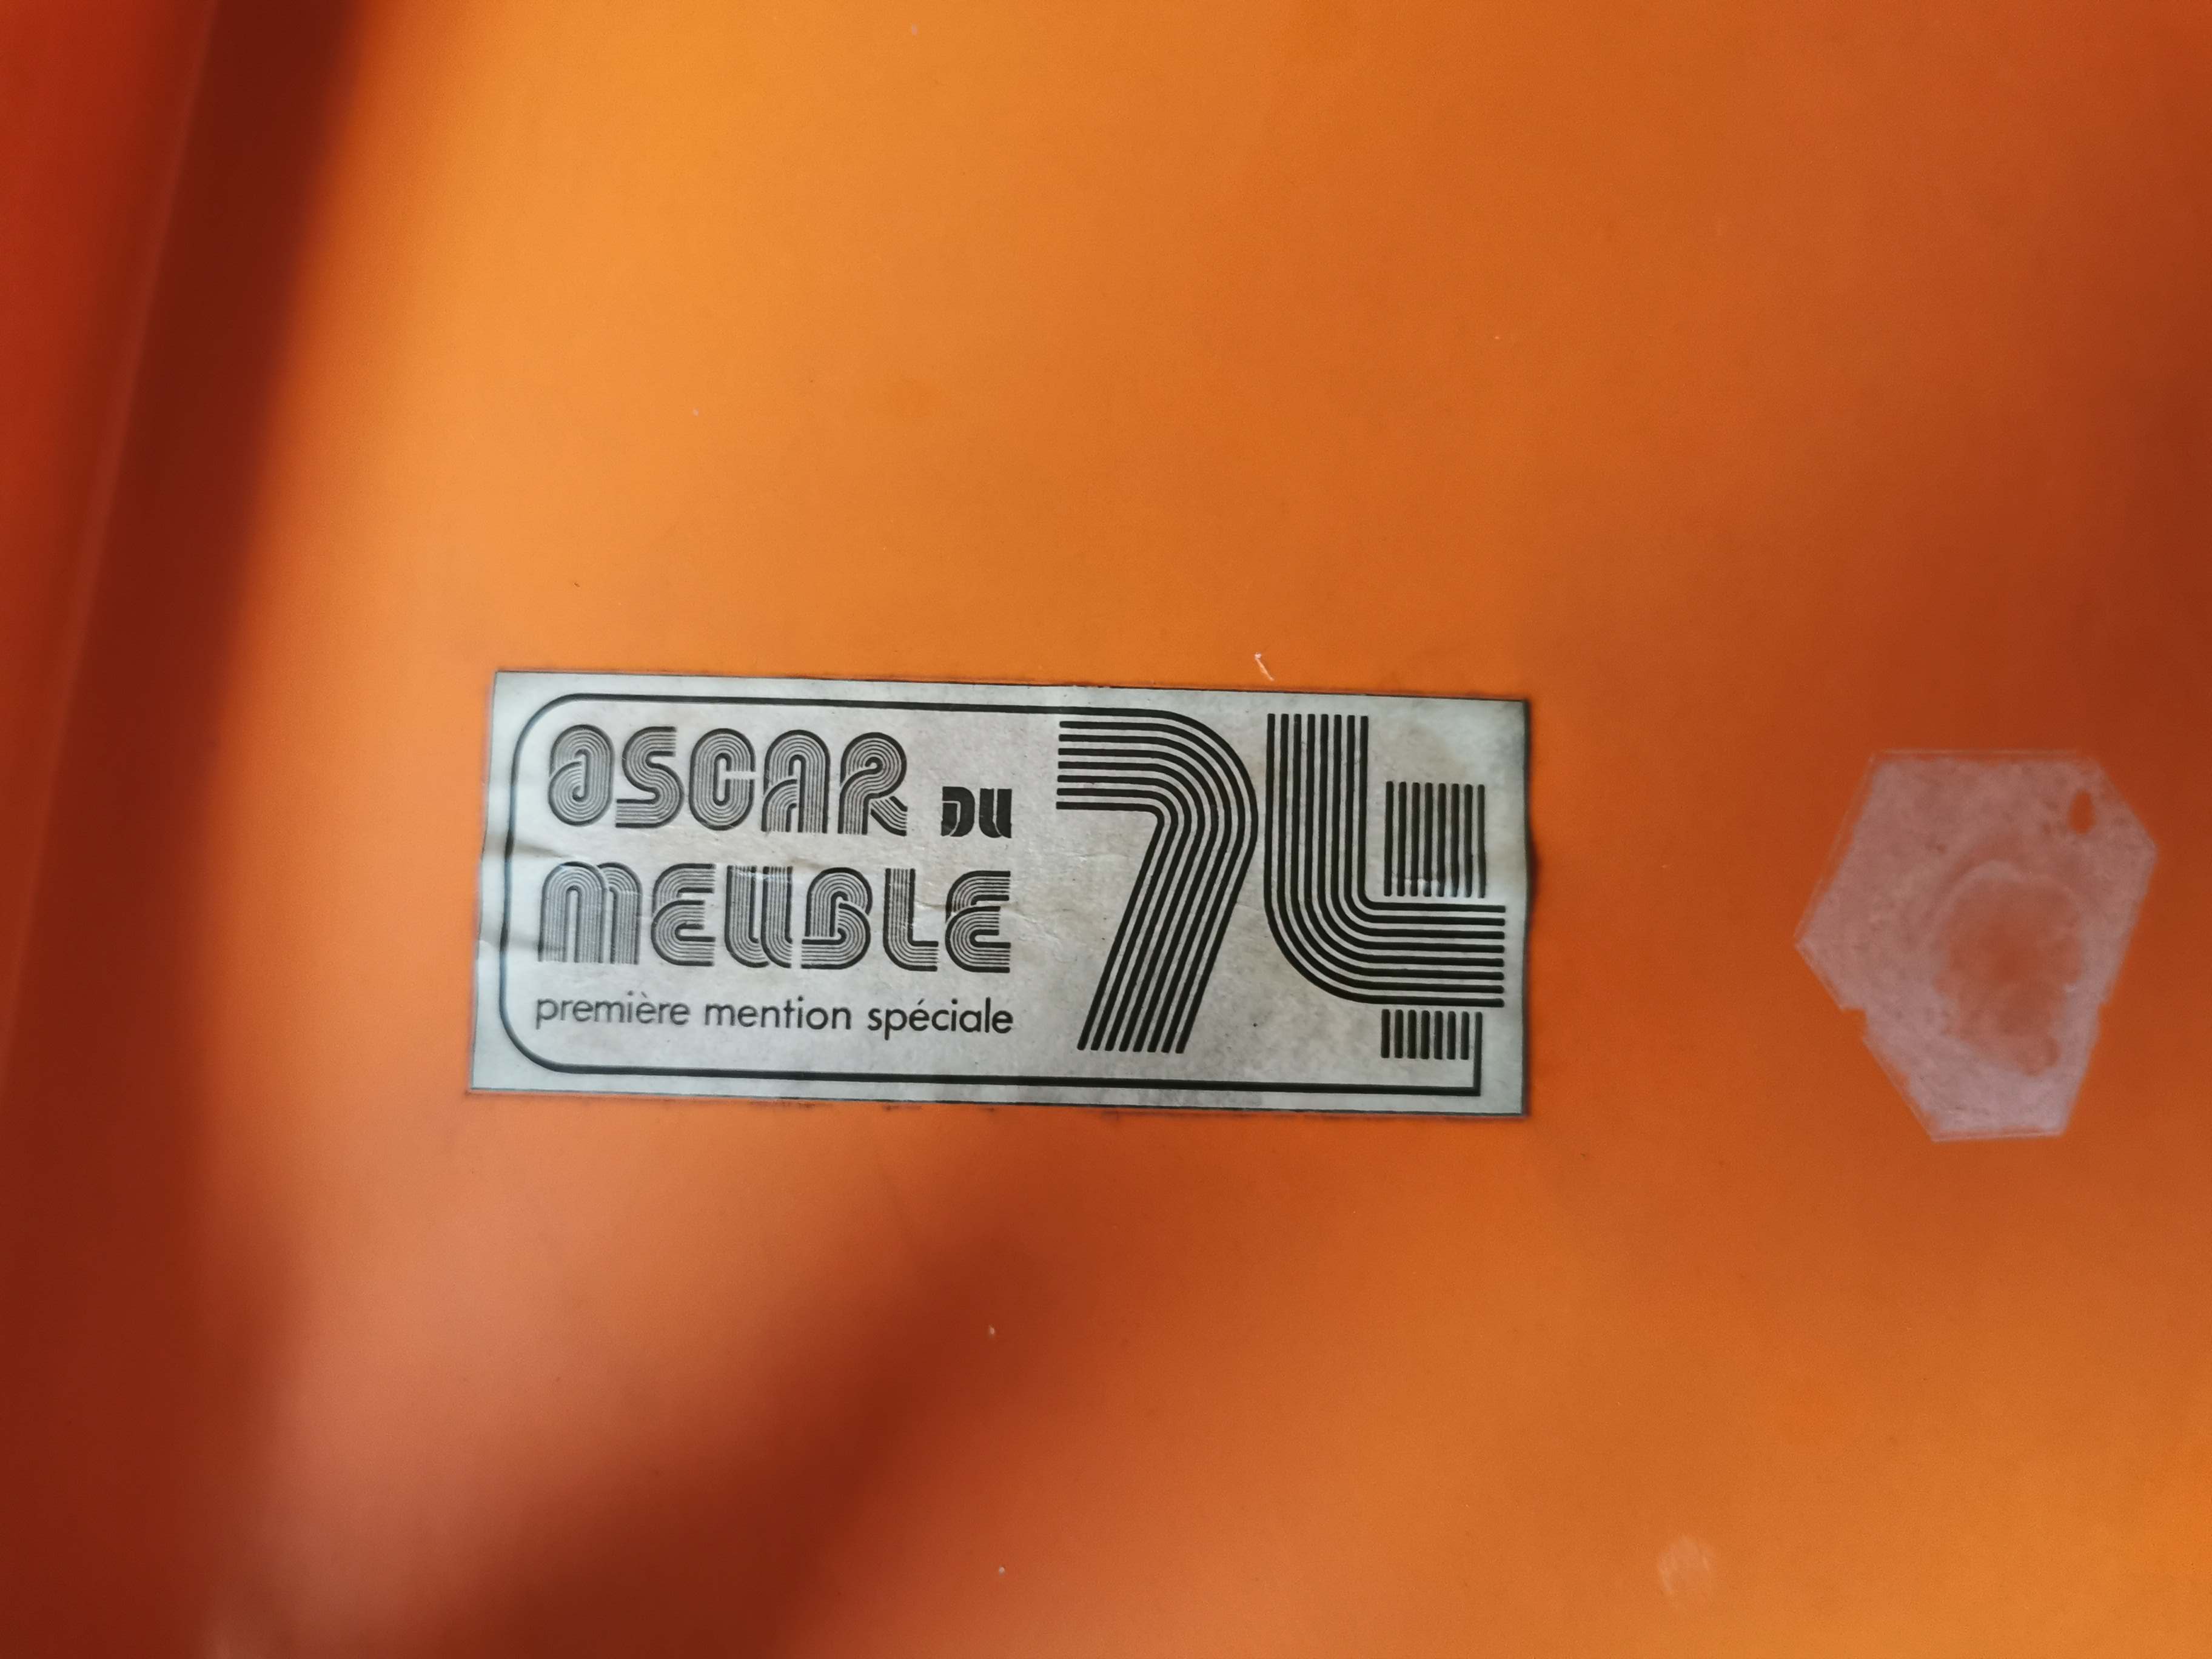 OSCAR DU
MEUBLE
première mention spéciale
74